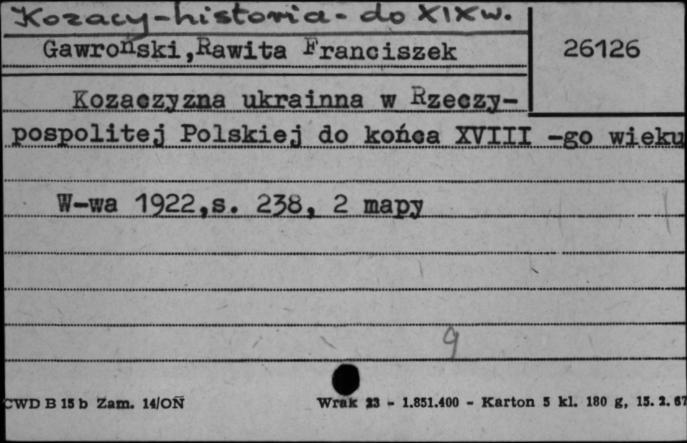 Kozacy-historia-do XIX w.
Gawroński,Rawita Franciszek
26126
Kozaczyzna ukrainna w Rzeczy-
pospolitej Polskiej do końca XVIII -go wieku
W-wa 1922,s. 238, 2 mapy
9
CWD B 15 b Zam. 14/OŃ
Wrak 23 - 1.851.400 - Karton 5 kl. 180 g, 15. 2. 67